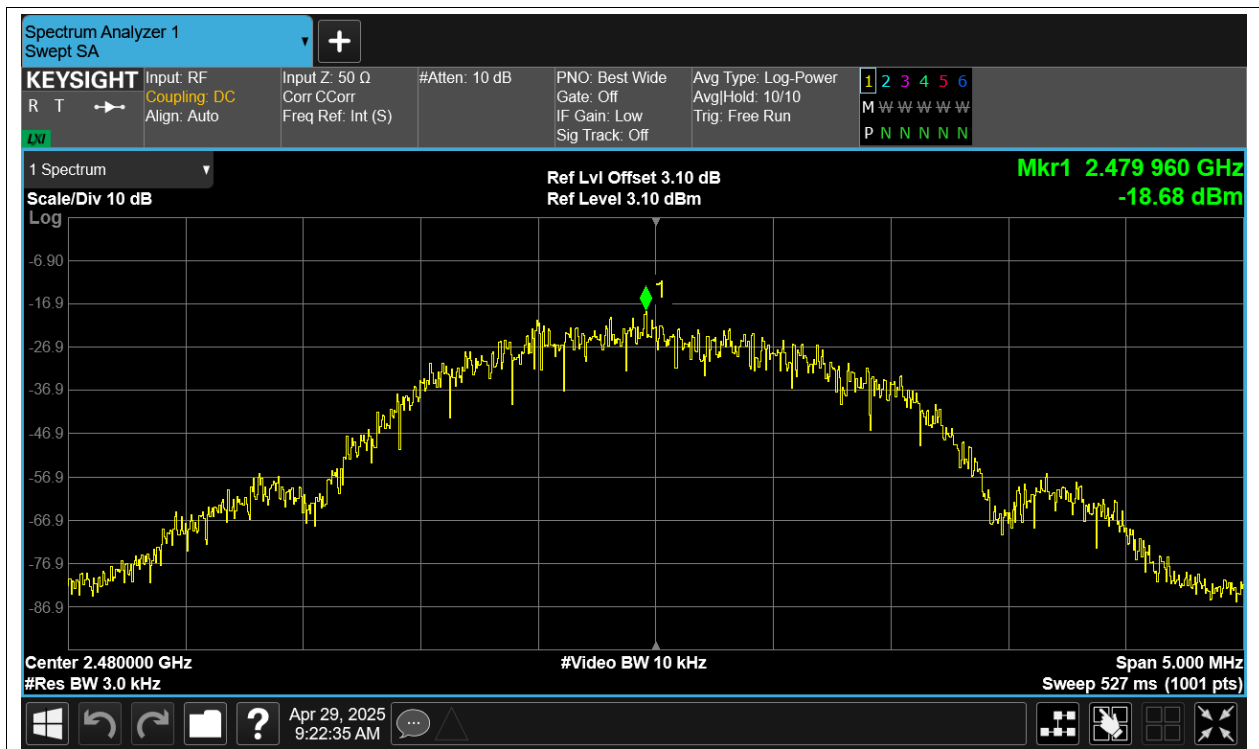 Spectrum Analyzer 1
Swept SA
KEYSIGHT
R T
LXI
Input: RF
Coupling: DC
Align: Auto
Input Z: 50 Ω
Corr CCorr
Freq Ref: Int (S)
#Atten: 10 dB
PNO: Best Wide
Gate: Off
IF Gain: Low
Sig Track: Off
Avg Type: Log-Power
Avg|Hold: 10/10
Trig: Free Run
1 2 3 4 5 6
M W W W W W W
P N N N N N
1 Spectrum
Scale/Div 10 dB
Log
Ref Lvl Offset 3.10 dB
Ref Level 3.10 dBm
Mkr1 2.479 960 GHz
-18.68 dBm
-6.90
-16.9
-26.9
-36.9
-46.9
-56.9
-66.9
-76.9
-86.9
1
Center 2.480000 GHz
#Res BW 3.0 kHz
#Video BW 10 kHz
Span 5.000 MHz
Sweep 527 ms (1001 pts)
?
Apr 29, 2025
9:22:35 AM